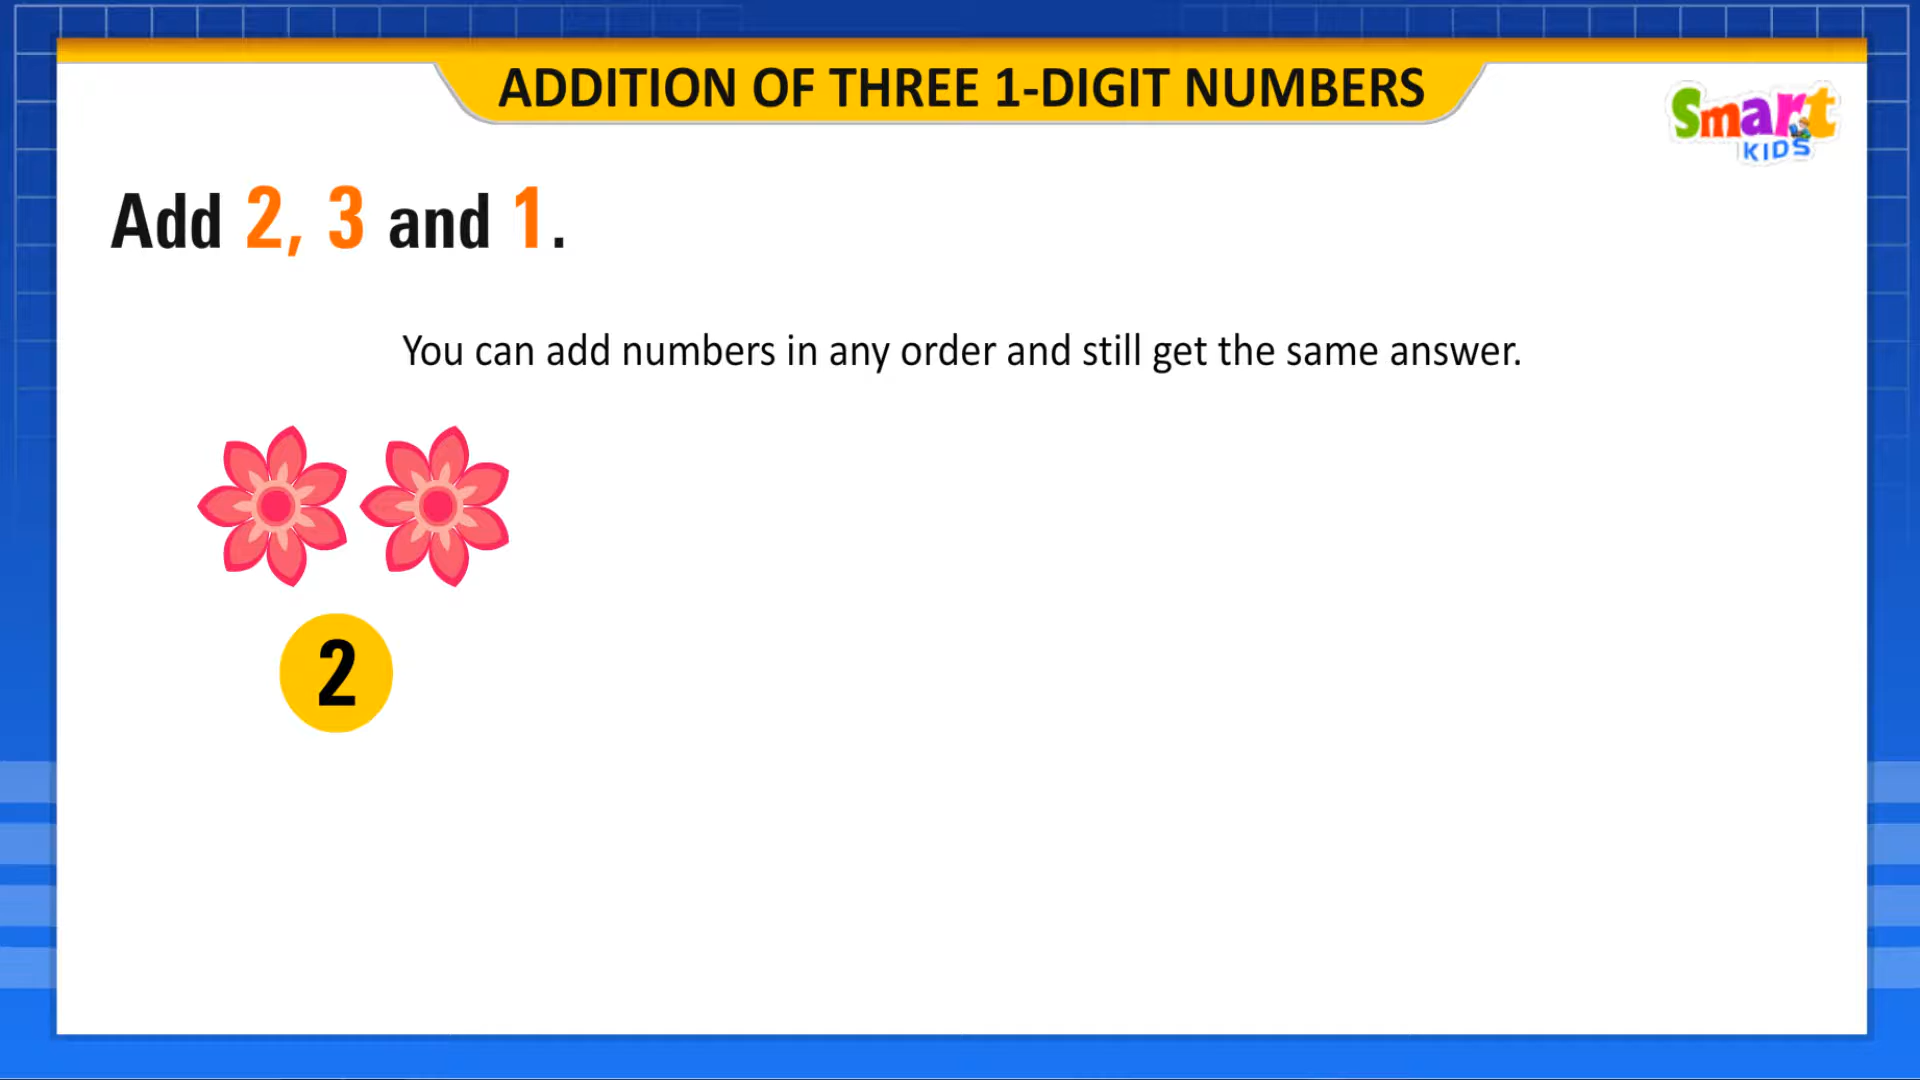 ADDITION OF THREE 1-DIGIT NUMBERS
Smart
KIDS
Add 2, 3 and 1.
You can add numbers in any order and still get the same answer.
2